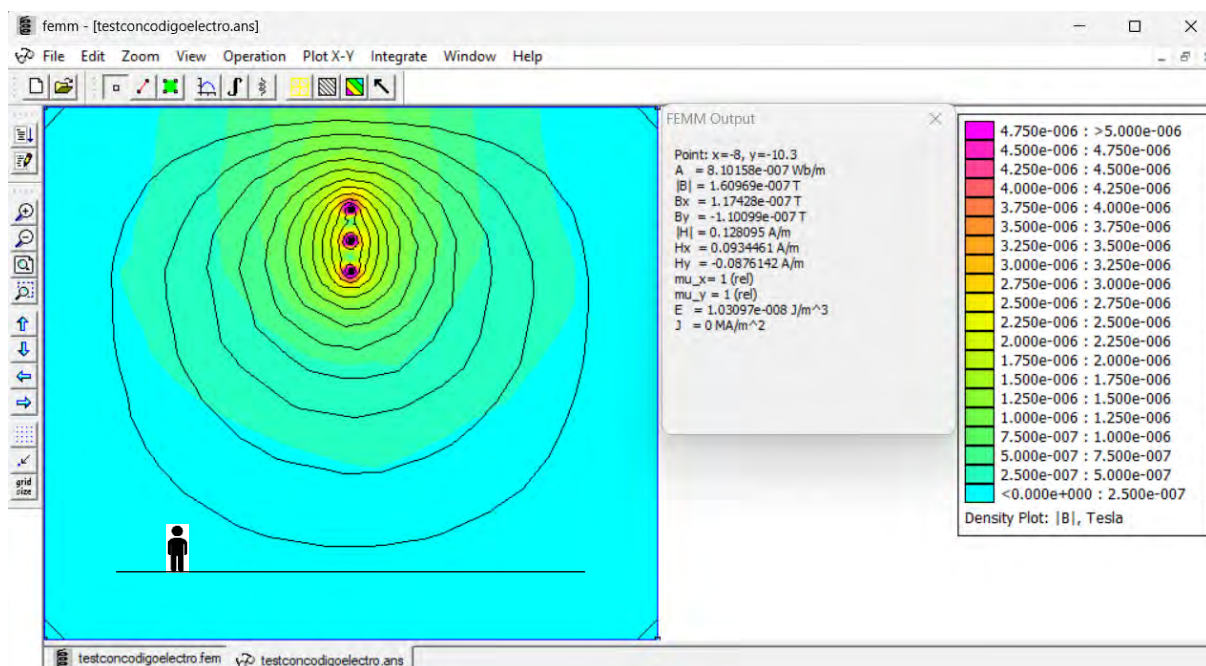 femm - [testconcodigoelectro.ans]
File Edit Zoom View Operation Plot X-Y Integrate Window Help
FEMM Output
Point: x=-8, y=-10.3
A = 8.10158e-007 Wb/m
|B| = 1.60969e-007 T
Bx = 1.17428e-007 T
By = -1.10099e-007 T
|H| = 0.128095 A/m
Hx = 0.0934461 A/m
Hy = -0.0876142 A/m
mu_x= 1 (rel)
mu_y = 1 (rel)
E = 1.03097e-008 J/m^3
J = 0 MA/m^2
4.750e-006 : >5.000e-006
4.500e-006 : 4.750e-006
4.250e-006 : 4.500e-006
4.000e-006 : 4.250e-006
3.750e-006 : 4.000e-006
3.500e-006 : 3.750e-006
3.250e-006 : 3.500e-006
3.000e-006 : 3.250e-006
2.750e-006 : 3.000e-006
2.500e-006 : 2.750e-006
2.250e-006 : 2.500e-006
2.000e-006 : 2.250e-006
1.750e-006 : 2.000e-006
1.500e-006 : 1.750e-006
1.250e-006 : 1.500e-006
1.000e-006 : 1.250e-006
7.500e-007 : 1.000e-006
5.000e-007 : 7.500e-007
2.500e-007 : 5.000e-007
<0.000e+000 : 2.500e-007
Density Plot: |B|, Tesla
grid
size
testconcodigoelectro.fem testconcodigoelectro.ans